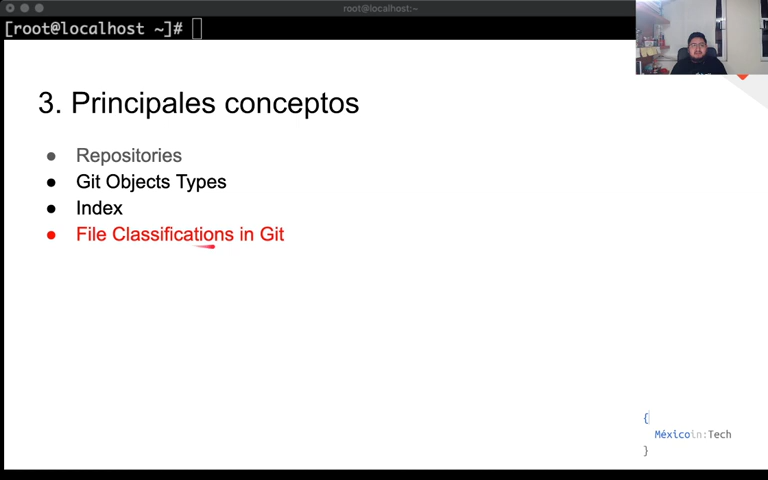 root@localhost:~
[root@localhost ~]#
3. Principales conceptos
● Repositories
● Git Objects Types
● Index
● File Classifications in Git
{
Méxicoin:Tech
}